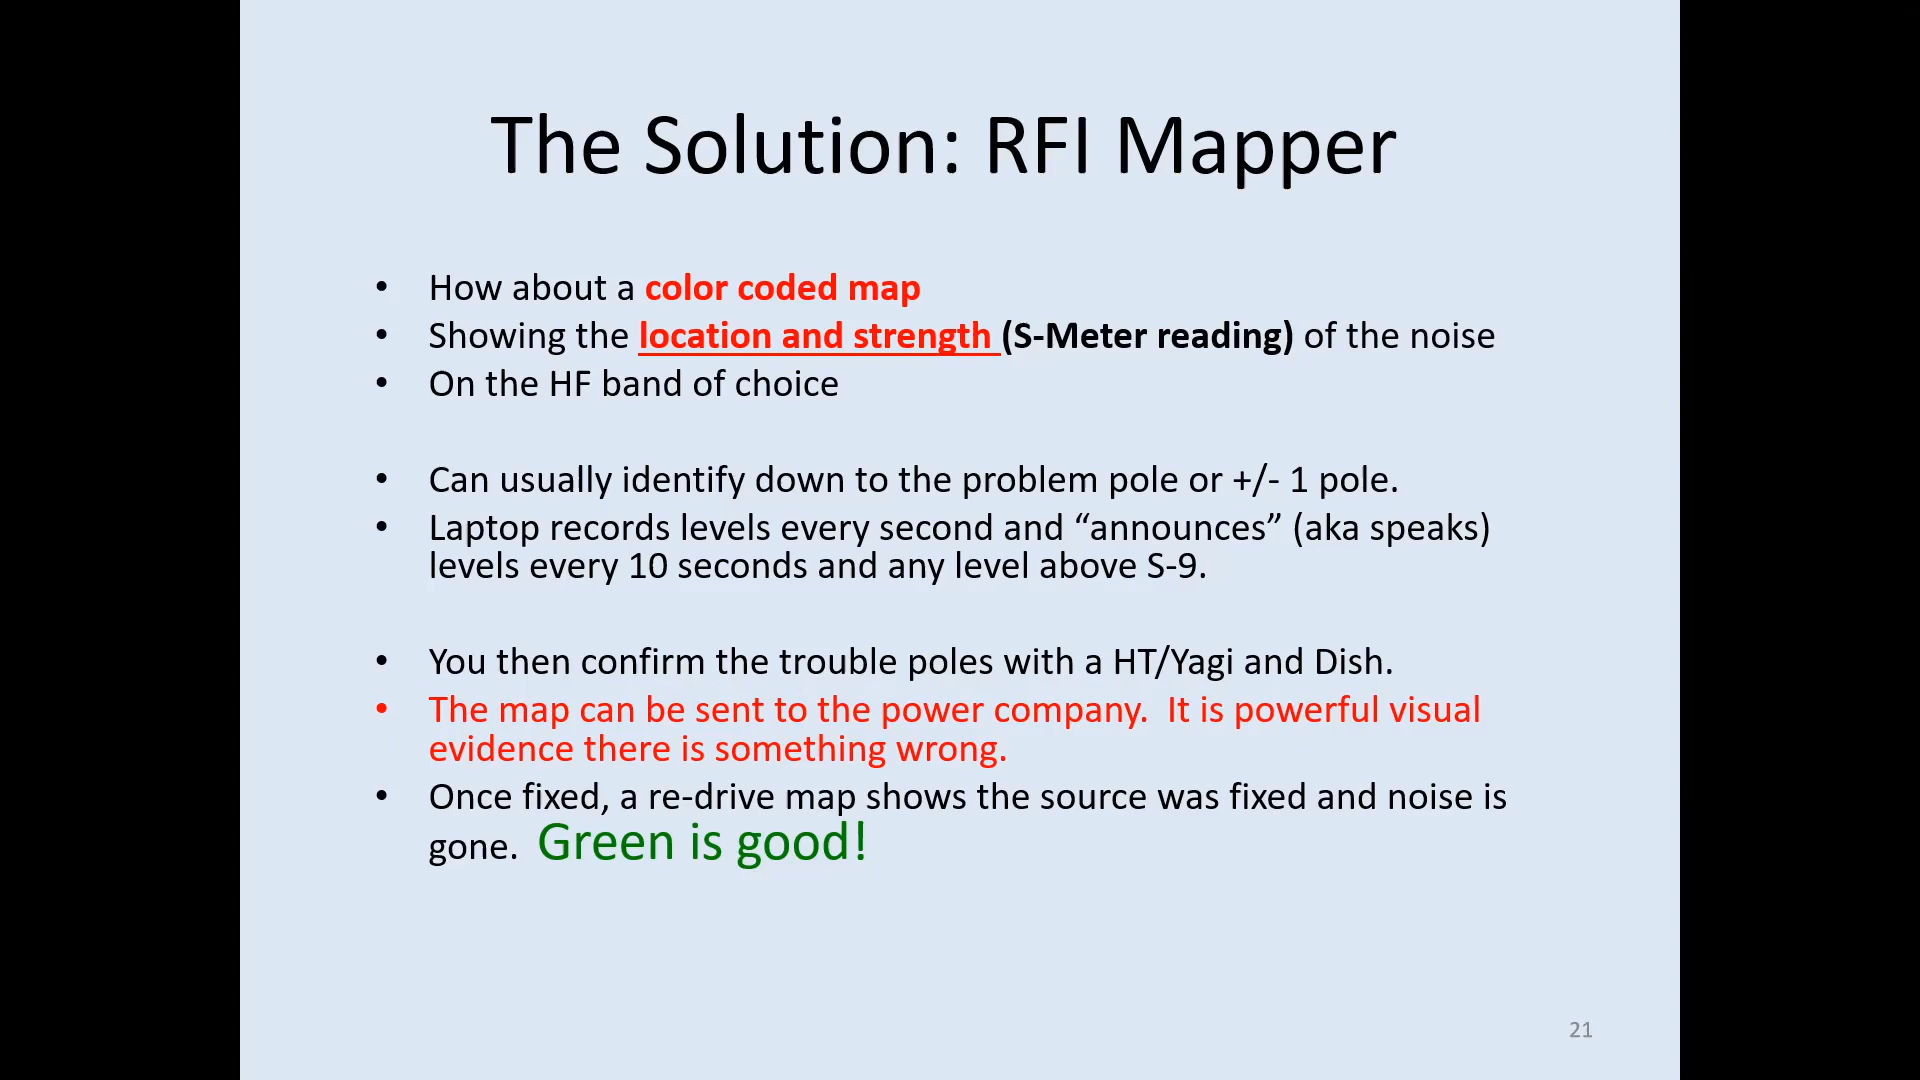 The Solution: RFI Mapper
• How about a color coded map
• Showing the location and strength (S-Meter reading) of the noise
• On the HF band of choice
• Can usually identify down to the problem pole or +/- 1 pole.
• Laptop records levels every second and “announces” (aka speaks)
levels every 10 seconds and any level above S-9.
• You then confirm the trouble poles with a HT/Yagi and Dish.
• The map can be sent to the power company.  It is powerful visual
evidence there is something wrong.
• Once fixed, a re-drive map shows the source was fixed and noise is
gone.  Green is good!
21